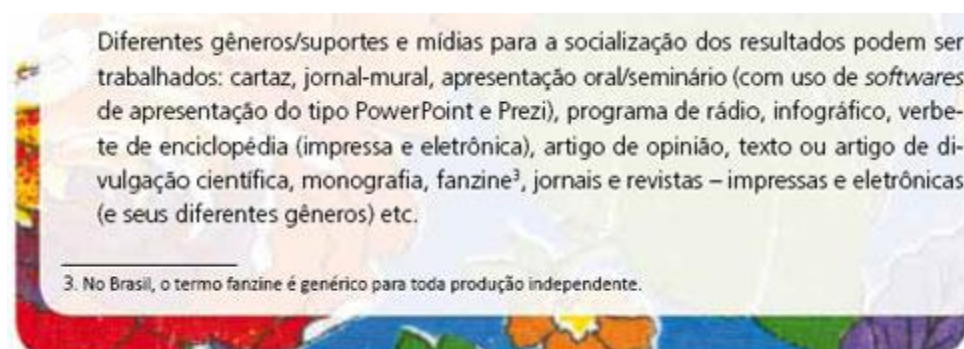 Diferentes gêneros/suportes e mídias para a socialização dos resultados podem ser
trabalhados: cartaz, jornal-mural, apresentação oral/seminário (com uso de softwares
de apresentação do tipo PowerPoint e Prezi), programa de rádio, infográfico, verbe-
te de enciclopédia (impressa e eletrônica), artigo de opinião, texto ou artigo de di-
vulgação científica, monografia, fanzine³, jornais e revistas – impressas e eletrônicas
(e seus diferentes gêneros) etc.
3. No Brasil, o termo fanzine é genérico para toda produção independente.